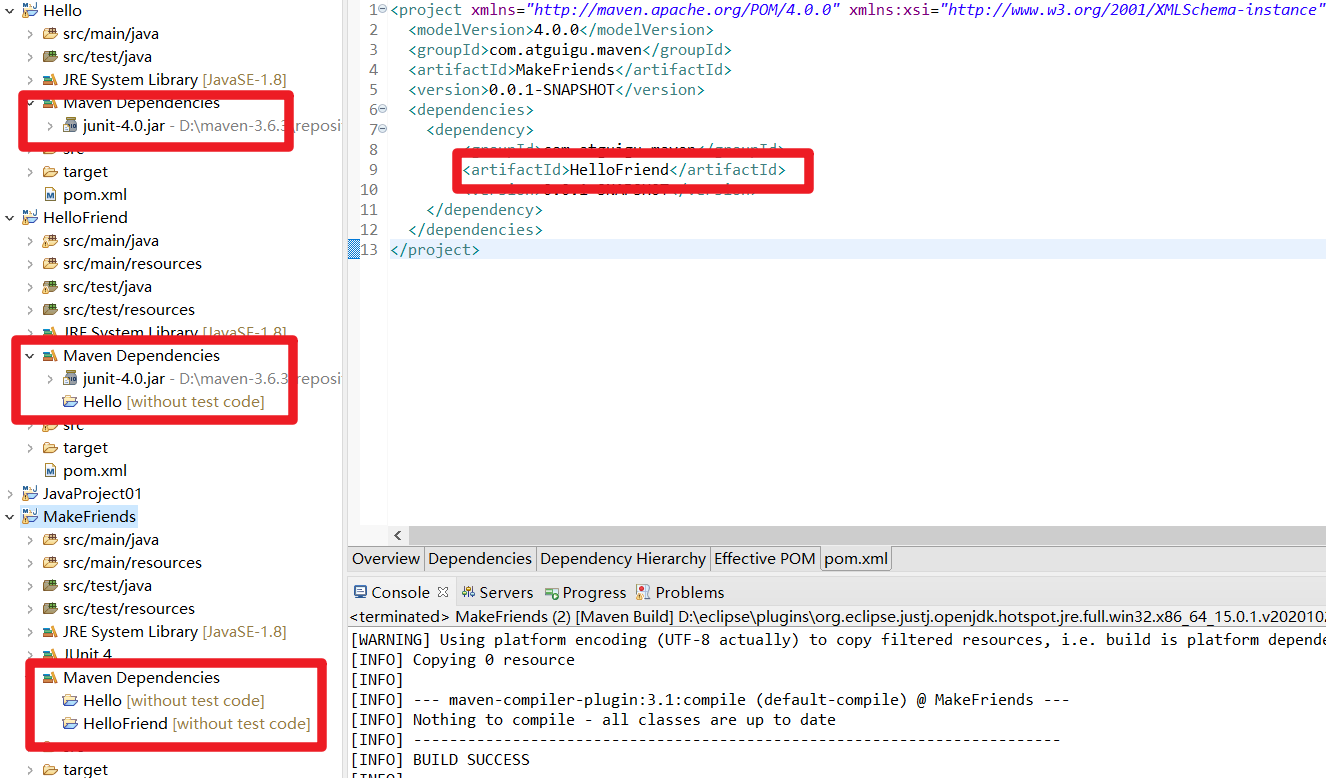 Hello
src/main/java
src/test/java
JRE System Library [JavaSE-1.8]
Maven Dependencies
junit-4.0.jar - D:\maven-3.6.3\reposi
src
target
pom.xml
HelloFriend
src/main/java
src/main/resources
src/test/java
src/test/resources
JRE System Library [JavaSE-1.8]
Maven Dependencies
junit-4.0.jar - D:\maven-3.6.3\reposi
Hello [without test code]
src
target
pom.xml
JavaProject01
MakeFriends
src/main/java
src/main/resources
src/test/java
src/test/resources
JRE System Library [JavaSE-1.8]
JUnit 4
Maven Dependencies
Hello [without test code]
HelloFriend [without test code]
target
1 <project xmlns="http://maven.apache.org/POM/4.0.0" xmlns:xsi="http://www.w3.org/2001/XMLSchema-instance"
2 <modelVersion>4.0.0</modelVersion>
3 <groupId>com.atguigu.maven</groupId>
4 <artifactId>MakeFriends</artifactId>
5 <version>0.0.1-SNAPSHOT</version>
6 <dependencies>
7 <dependency>
8 <groupId>com.atguigu.maven</groupId>
9 <artifactId>HelloFriend</artifactId>
10 <version>0.0.1-SNAPSHOT</version>
11 </dependency>
12 </dependencies>
13 </project>
Overview Dependencies Dependency Hierarchy Effective POM pom.xml
Console Servers Progress Problems
<terminated> MakeFriends (2) [Maven Build] D:\eclipse\plugins\org.eclipse.justj.openjdk.hotspot.jre.full.win32.x86_64_15.0.1.v202010
[WARNING] Using platform encoding (UTF-8 actually) to copy filtered resources, i.e. build is platform depende
[INFO] Copying 0 resource
[INFO]
[INFO] --- maven-compiler-plugin:3.1:compile (default-compile) @ MakeFriends ---
[INFO] Nothing to compile - all classes are up to date
[INFO] ------------------------------------------------------------------------
[INFO] BUILD SUCCESS
[INFO]